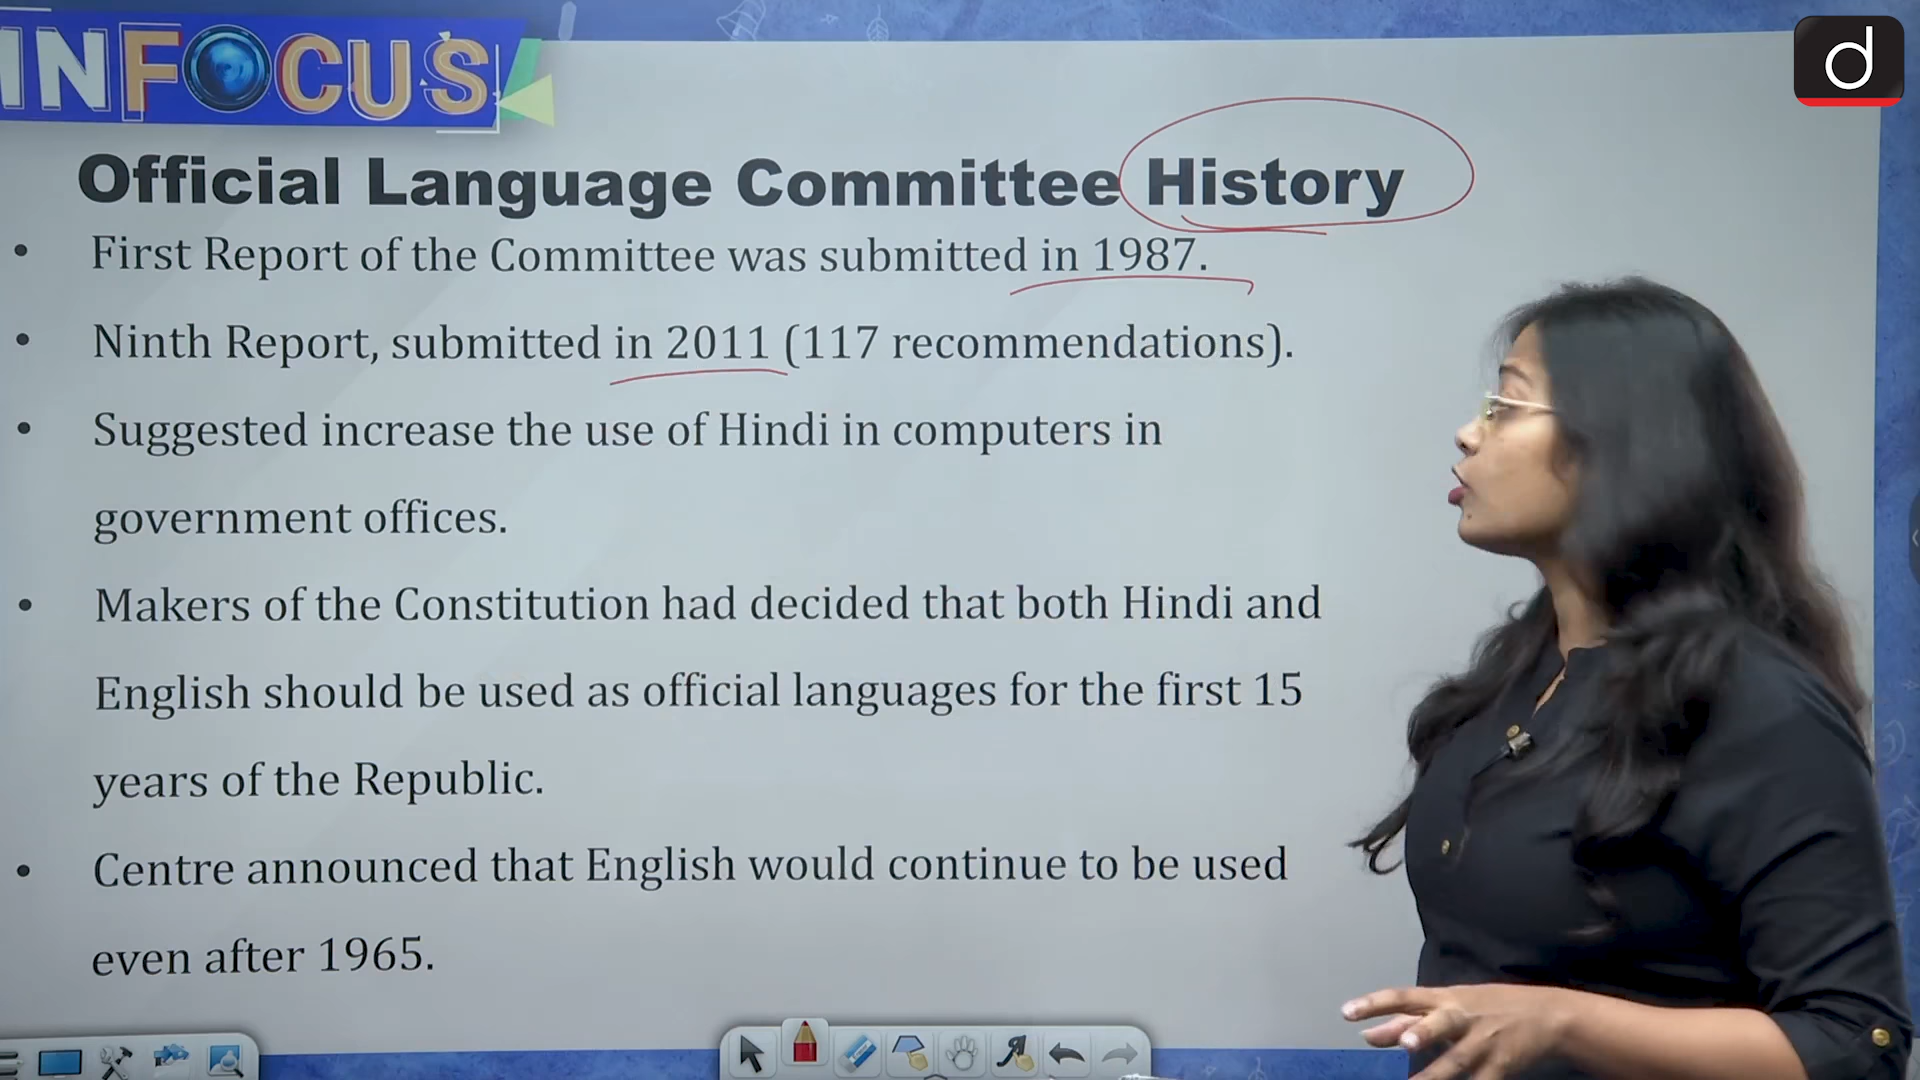 INFOCUS
d
Official Language Committee History
• First Report of the Committee was submitted in 1987.
• Ninth Report, submitted in 2011 (117 recommendations).
• Suggested increase the use of Hindi in computers in
government offices.
• Makers of the Constitution had decided that both Hindi and
English should be used as official languages for the first 15
years of the Republic.
• Centre announced that English would continue to be used
even after 1965.